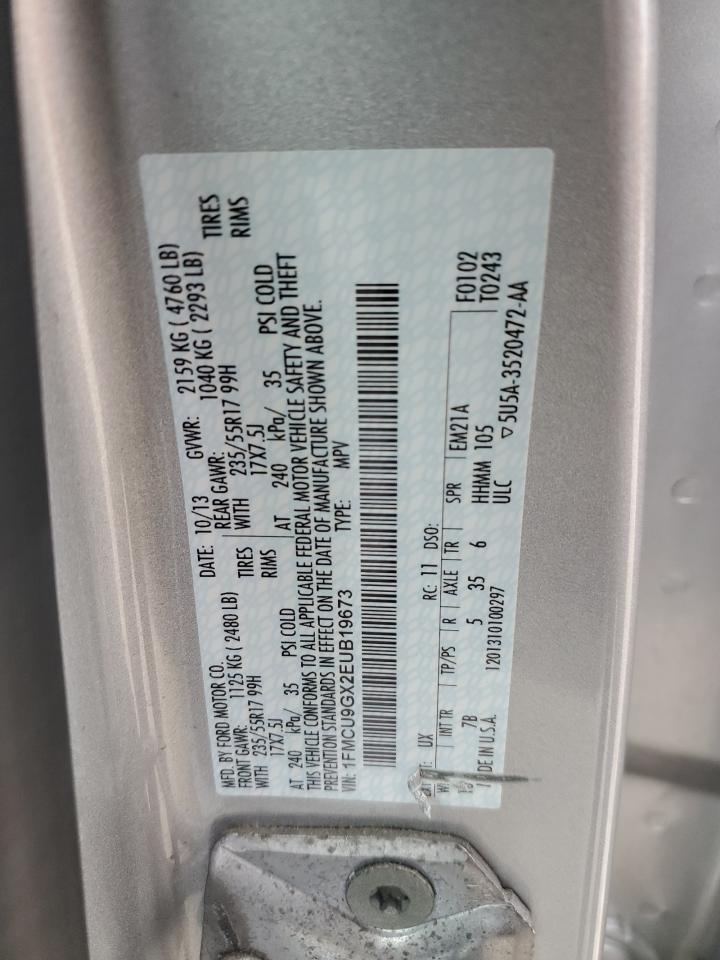 MFD. BY FORD MOTOR CO.
DATE: 10/13 GVWR: 2159 KG ( 4760 LB)
FRONT GAWR: 1125 KG ( 2480 LB) REAR GAWR: 1040 KG ( 2293 LB)
WITH 235/55R17 99H TIRES WITH 235/55R17 99H TIRES
17X7.5J RIMS 17X7.5J RIMS
AT 240 kPa/ 35 PSI COLD AT 240 kPa/ 35 PSI COLD
THIS VEHICLE CONFORMS TO ALL APPLICABLE FEDERAL MOTOR VEHICLE SAFETY AND THEFT
PREVENTION STANDARDS IN EFFECT ON THE DATE OF MANUFACTURE SHOWN ABOVE.
VIN: 1FMCU9GX2EUB19673 TYPE: MPV
UX RC: 11 DSO: F0102
T0243
INT TR TP/PS R AXLE TR SPR EM21A
7B 5 35 6 HHMM 105
DE IN U.S.A. 1201310100297 ULC ▽5U5A-3520472-AA